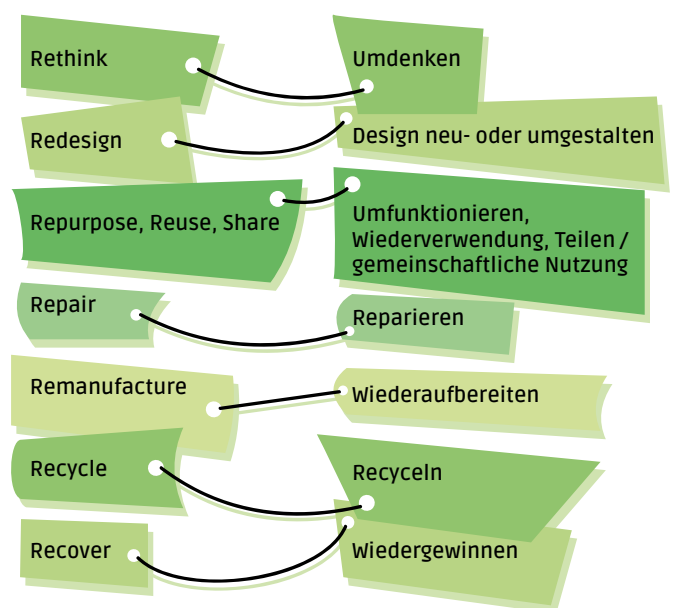 Rethink
Umdenken
Redesign
Design neu- oder umgestalten
Repurpose, Reuse, Share
Umfunktionieren,
Wiederverwendung, Teilen /
gemeinschaftliche Nutzung
Repair
Reparieren
Remanufacture
Wiederaufbereiten
Recycle
Recyceln
Recover
Wiedergewinnen